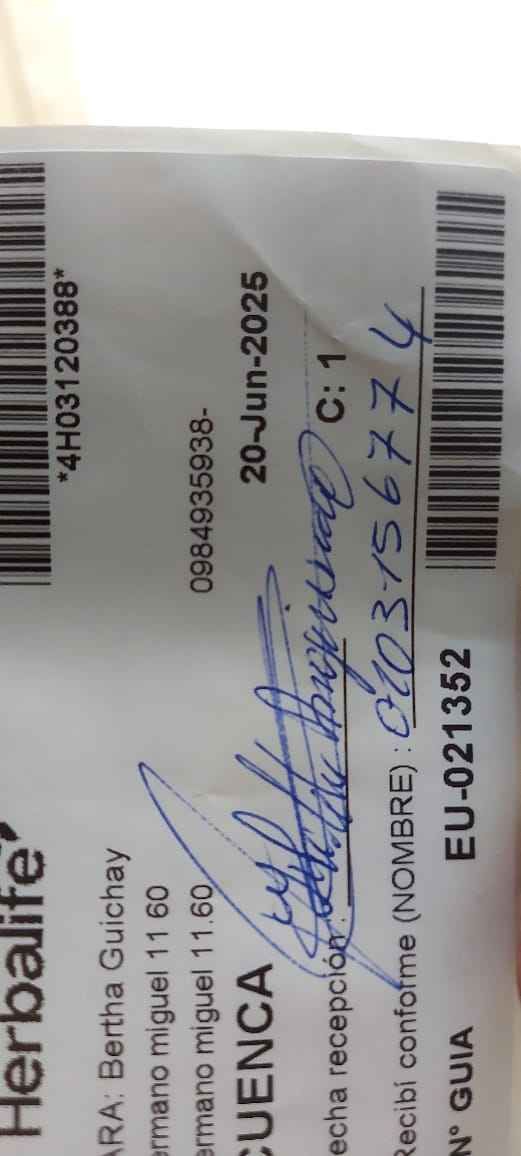 Herbalife
*4H03120388*
ARA: Bertha Guichay
ermano miguel 11 60
ermano miguel 11.60
0984935938-
CUENCA
20-Jun-2025
echa recepción :
C: 1
Recibí conforme (NOMBRE) : 0103156774
N° GUIA
EU-021352